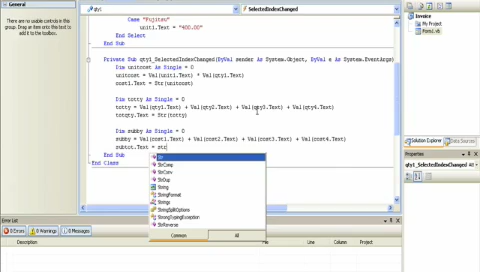 General
There are no usable controls in this
group. Drag an item onto this text to
add it to the toolbox.
qty1
SelectedIndexChanged
Case "Fujitsu"
unit1.Text = "400.00"
End Select
End Sub
Private Sub qty1_SelectedIndexChanged(ByVal sender As System.Object, ByVal e As System.EventArgs)
Dim unitcost As Single = 0
unitcost = Val(unit1.Text) * Val(qty1.Text)
cost1.Text = Str(unitcost)
Dim totty As Single = 0
totty = Val(qty1.Text) + Val(qty2.Text) + Val(qty3.Text) + Val(qty4.Text)
totqty.Text = Str(totty)
Dim subby As Single = 0
subby = Val(cost1.Text) + Val(cost2.Text) + Val(cost3.Text) + Val(cost4.Text)
subtot.Text = str
End Sub
End Class
Str
StrComp
StrConv
StrDup
String
StringFormat
Strings
StringSplitOptions
StrongTypingException
StrReverse
Common
All
Invoice
My Project
Form1.vb
Solution Explorer
Data Sources
Properties
Error List
0 Errors
0 Warnings
0 Messages
Description
File
Line
Column
Project